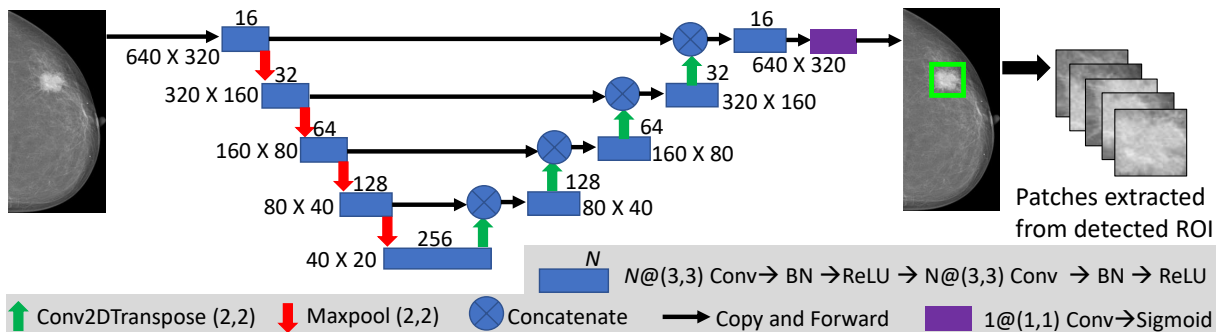 16
640 X 320
32
320 X 160
64
160 X 80
128
80 X 40
256
40 X 20
128
80 X 40
64
160 X 80
32
320 X 160
16
640 X 320
Patches extracted
from detected ROI
N
N@(3,3) Conv→ BN →ReLU → N@(3,3) Conv → BN → ReLU
Conv2DTranspose (2,2)
Maxpool (2,2)
Concatenate
Copy and Forward
1@(1,1) Conv→Sigmoid